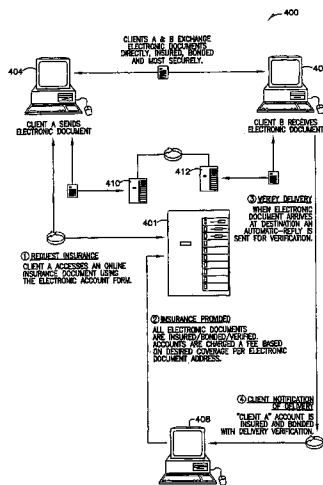 400
CLIENTS A & B EXCHANGE
ELECTRONIC DOCUMENTS
DIRECTLY, INSURED, BONDED
AND MOST SECURELY.
404
40
CLIENT A SENDS
ELECTRONIC DOCUMENT
CLIENT B RECEIVES
ELECTRONIC DOCUMENT
410
412
401
③ VERIFY DELIVERY
WHEN ELECTRONIC
DOCUMENT ARRIVES
AT DESTINATION AN
AUTOMATIC-REPLY IS
SENT FOR VERIFICATION.
① REQUEST INSURANCE
CLIENT A ACCESSES AN ONLINE
INSURANCE DOCUMENT USING
THE ELECTRONIC ACCOUNT FORM.
② INSURANCE PROVIDED
ALL ELECTRONIC DOCUMENTS
ARE INSURED/BONDED/VERIFIED.
ACCOUNTS ARE CHARGED A FEE BASED
ON DESIRED COVERAGE PER ELECTRONIC
DOCUMENT ADDRESS.
④ CLIENT NOTIFICATION
OF DELIVERY
"CLIENT A" ACCOUNT IS
INSURED AND BONDED
WITH DELIVERY VERIFICATION.
408